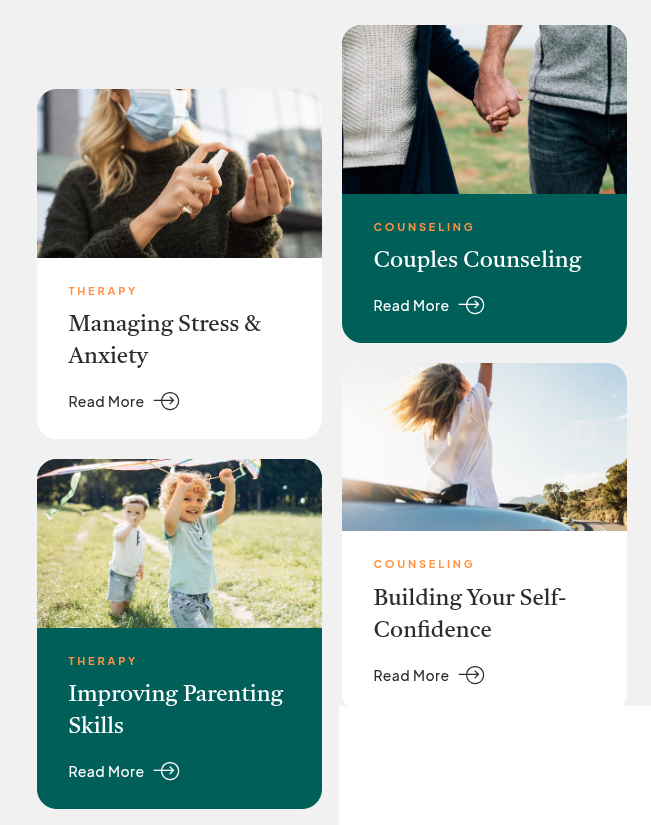 THERAPY
Managing Stress &
Anxiety
Read More
THERAPY
Improving Parenting
Skills
Read More
COUNSELING
Couples Counseling
Read More
COUNSELING
Building Your Self-
Confidence
Read More